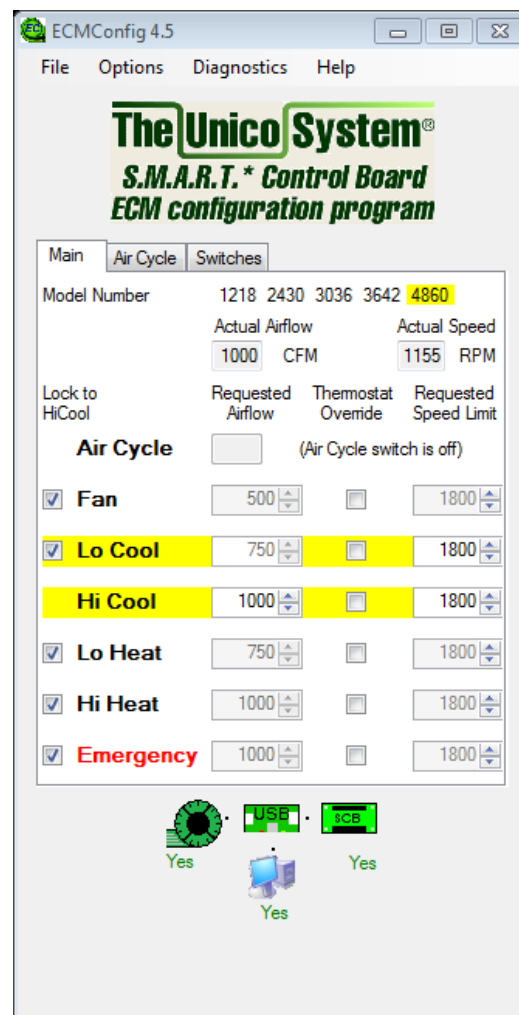 ECMConfig 4.5
File Options Diagnostics Help
The Unico System®
S.M.A.R.T.* Control Board
ECM configuration program
Main Air Cycle Switches
Model Number 1218 2430 3036 3642 4860
Actual Airflow Actual Speed
1000 CFM 1155 RPM
Lock to Requested Thermostat Requested
HiCool Airflow Override Speed Limit
Air Cycle (Air Cycle switch is off)
Fan 500 1800
Lo Cool 750 1800
Hi Cool 1000 1800
Lo Heat 750 1800
Hi Heat 1000 1800
Emergency 1000 1800
USB SCB
Yes Yes
Yes